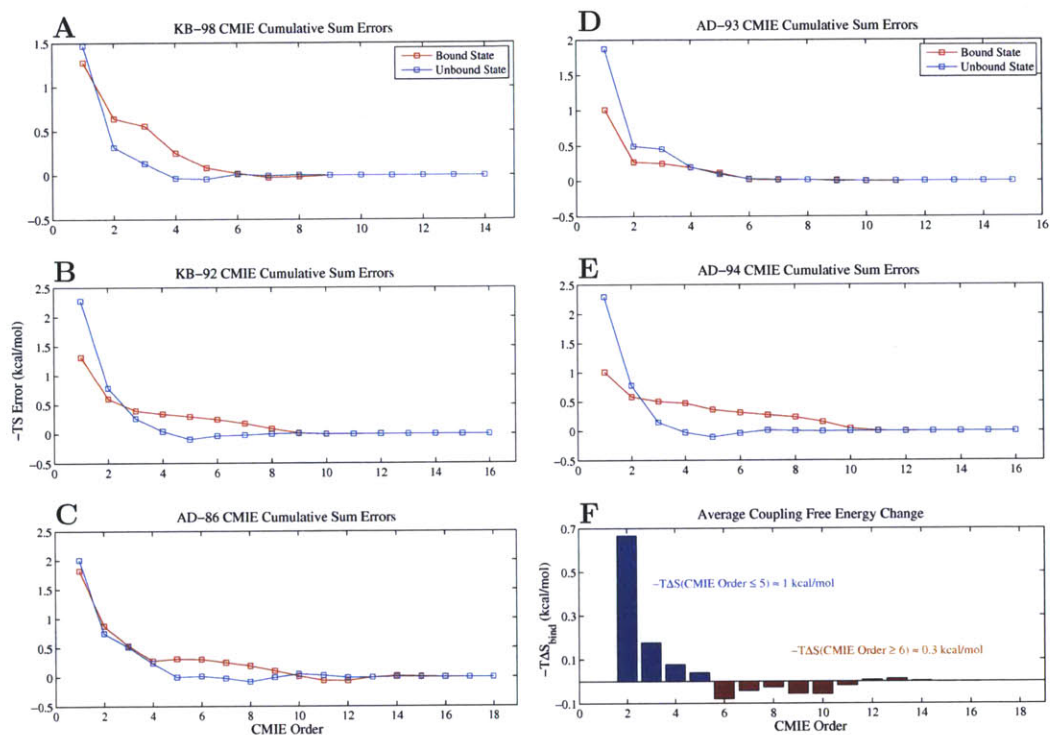 A
KB−98 CMIE Cumulative Sum Errors
1.5
1
0.5
0
−0.5
0 2 4 6 8 10 12 14
Bound State
Unbound State
B
KB−92 CMIE Cumulative Sum Errors
2.5
2
1.5
1
0.5
0
−0.5
0 2 4 6 8 10 12 14 16
−TS Error (kcal/mol)
C
AD−86 CMIE Cumulative Sum Errors
2.5
2
1.5
1
0.5
0
−0.5
0 2 4 6 8 10 12 14 16 18
CMIE Order
D
AD−93 CMIE Cumulative Sum Errors
2
1.5
1
0.5
0
−0.5
0 2 4 6 8 10 12 14 16
Bound State
Unbound State
E
AD−94 CMIE Cumulative Sum Errors
2.5
2
1.5
1
0.5
0
−0.5
0 2 4 6 8 10 12 14 16
F
Average Coupling Free Energy Change
0.7
0.5
0.3
0.1
−0.1
−TΔS_bind (kcal/mol)
−TΔS(CMIE Order ≤ 5) = 1 kcal/mol
−TΔS(CMIE Order ≥ 6) = 0.3 kcal/mol
0 2 4 6 8 10 12 14 16 18
CMIE Order